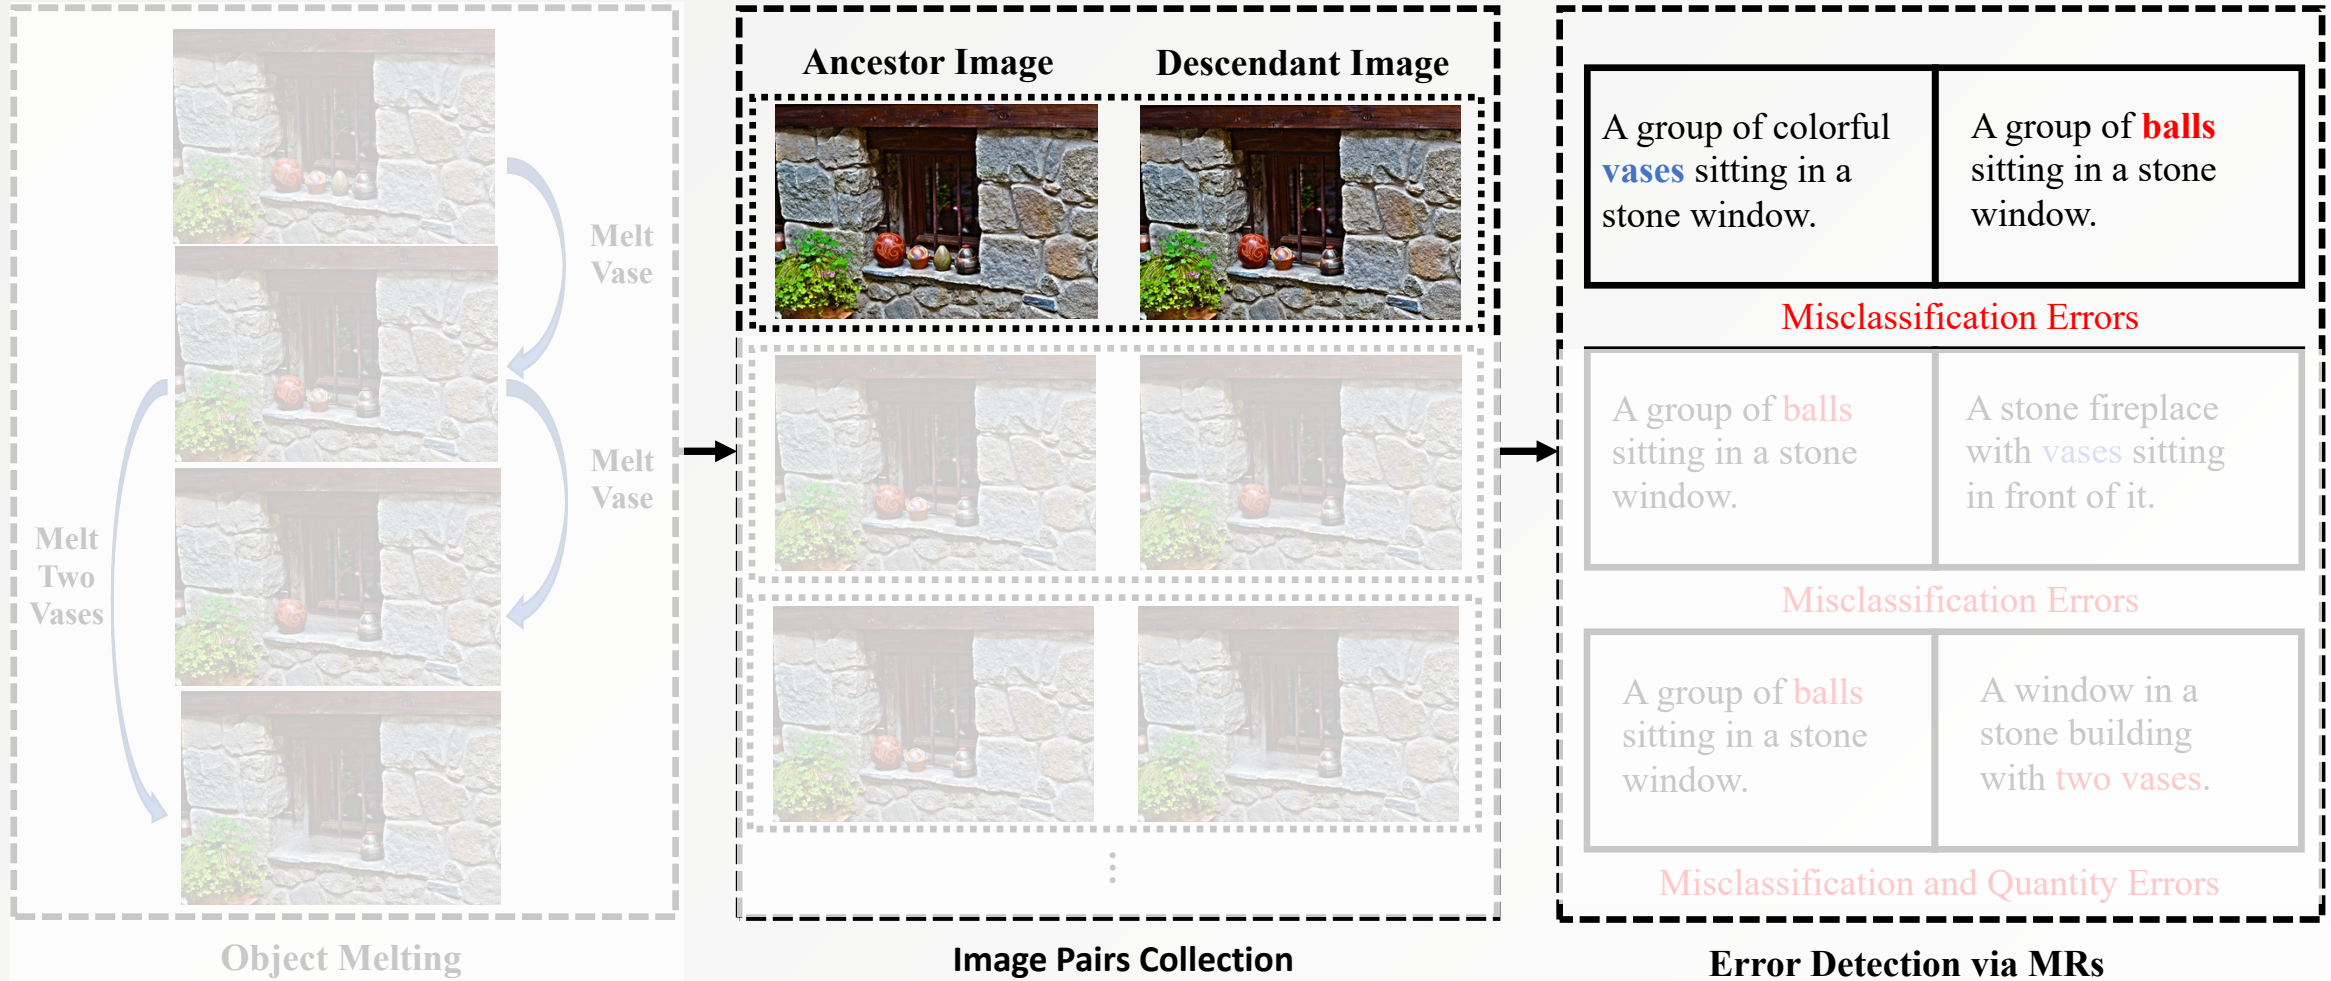 Melt
Vase
Melt
Vase
Melt
Two
Vases
Object Melting
Ancestor Image
Descendant Image
Image Pairs Collection
A group of colorful
vases sitting in a
stone window.
A group of balls
sitting in a stone
window.
Misclassification Errors
A group of balls
sitting in a stone
window.
A stone fireplace
with vases sitting
in front of it.
Misclassification Errors
A group of balls
sitting in a stone
window.
A window in a
stone building
with two vases.
Misclassification and Quantity Errors
Error Detection via MRs